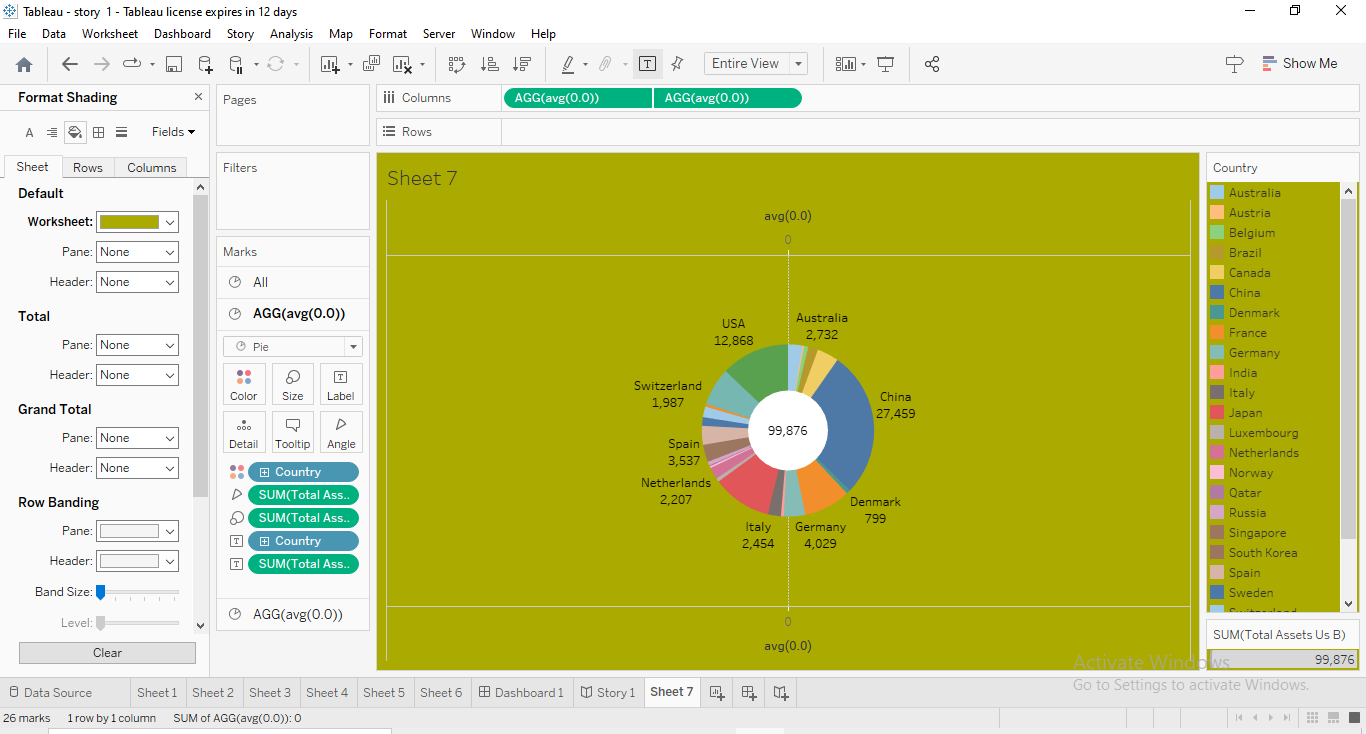 Tableau - story 1 - Tableau license expires in 12 days
File Data Worksheet Dashboard Story Analysis Map Format Server Window Help
Entire View
Show Me
Format Shading
A
Fields
Sheet Rows Columns
Default
Worksheet:
Pane: None
Header: None
Total
Pane: None
Header: None
Grand Total
Pane: None
Header: None
Row Banding
Pane:
Header:
Band Size:
Level:
Clear
Pages
Filters
Marks
All
AGG(avg(0.0))
Pie
Color Size Label
Detail Tooltip Angle
Country
SUM(Total Ass..
SUM(Total Ass..
Country
SUM(Total Ass..
AGG(avg(0.0))
Columns AGG(avg(0.0)) AGG(avg(0.0))
Rows
Sheet 7
avg(0.0)
0
USA
12,868
Australia
2,732
Switzerland
1,987
China
27,459
99,876
Spain
3,537
Netherlands
2,207
Denmark
799
Italy
2,454
Germany
4,029
0
avg(0.0)
Country
Australia
Austria
Belgium
Brazil
Canada
China
Denmark
France
Germany
India
Italy
Japan
Luxembourg
Netherlands
Norway
Qatar
Russia
Singapore
South Korea
Spain
Sweden
Switzerland
SUM(Total Assets Us B)
99,876
Activate Windows
Go to Settings to activate Windows.
Data Source Sheet 1 Sheet 2 Sheet 3 Sheet 4 Sheet 5 Sheet 6 Dashboard 1 Story 1 Sheet 7
26 marks 1 row by 1 column SUM of AGG(avg(0.0)): 0